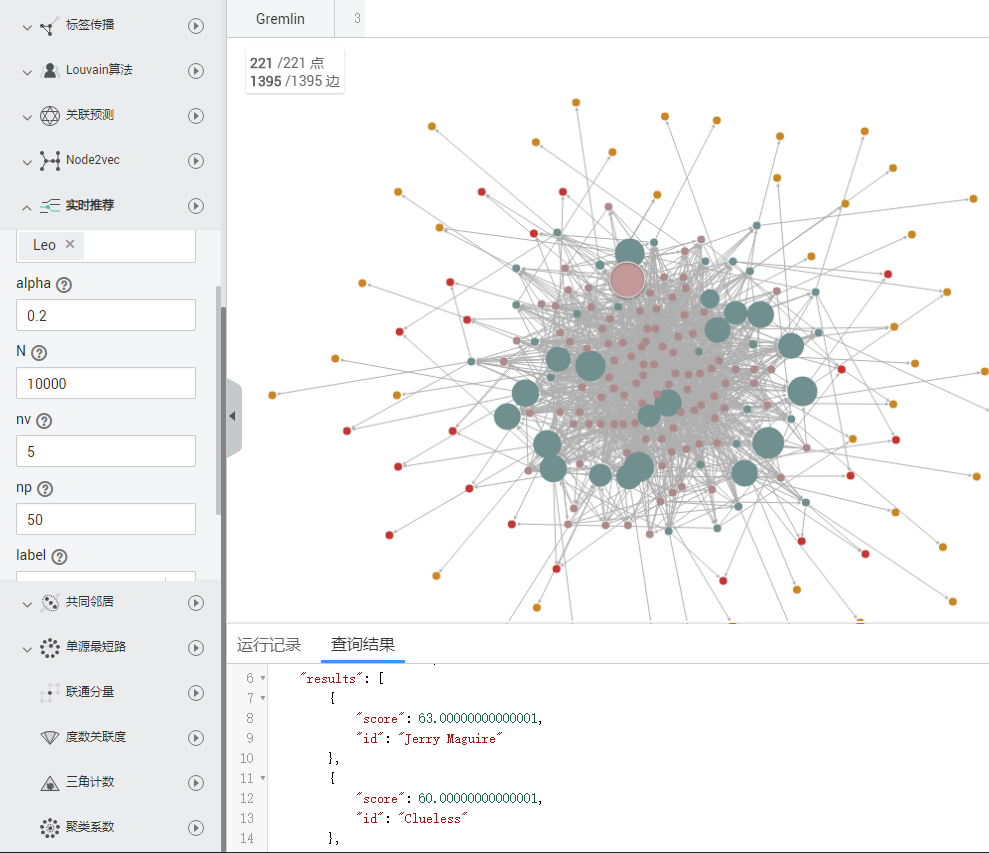 标签传播
Louvain算法
关联预测
Node2vec
实时推荐
Leo ×
alpha ?
0.2
N ?
10000
nv ?
5
np ?
50
label ?
共同邻居
单源最短路
联通分量
度数关联度
三角计数
聚类系数
Gremlin 3
221 /221 点
1395 /1395 边
运行记录 查询结果
6 "results": [
7 {
8 "score": 63.00000000000001,
9 "id": "Jerry Maguire"
10 },
11 {
12 "score": 60.00000000000001,
13 "id": "Clueless"
14 },